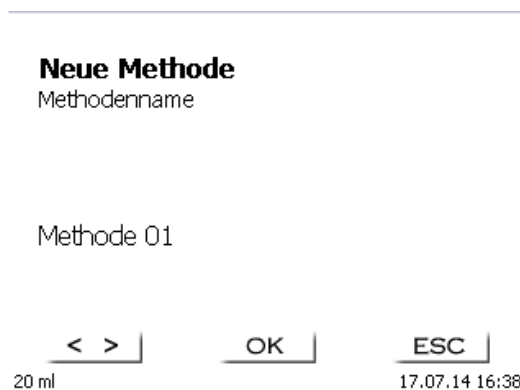 Neue Methode
Methodenname
Methode 01
< > OK ESC
20 ml 17.07.14 16:38